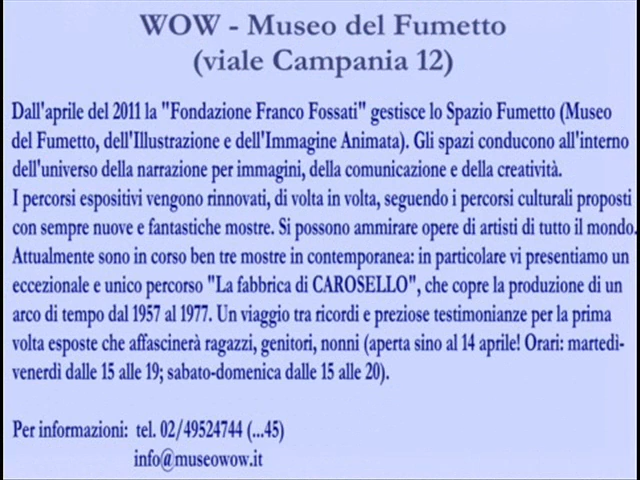 WOW - Museo del Fumetto
(viale Campania 12)
Dall'aprile del 2011 la "Fondazione Franco Fossati" gestisce lo Spazio Fumetto (Museo
del Fumetto, dell'Illustrazione e dell'Immagine Animata). Gli spazi conducono all'interno
dell'universo della narrazione per immagini, della comunicazione e della creatività.
I percorsi espositivi vengono rinnovati, di volta in volta, seguendo i percorsi culturali proposti
con sempre nuove e fantastiche mostre. Si possono ammirare opere di artisti di tutto il mondo.
Attualmente sono in corso ben tre mostre in contemporanea: in particolare vi presentiamo un
eccezionale e unico percorso "La fabbrica di CAROSELLO", che copre la produzione di un
arco di tempo dal 1957 al 1977. Un viaggio tra ricordi e preziose testimonianze per la prima
volta esposte che affascinerà ragazzi, genitori, nonni (aperta sino al 14 aprile! Orari: martedì-
venerdì dalle 15 alle 19; sabato-domenica dalle 15 alle 20).
Per informazioni: tel. 02/49524744 (...45)
info@museowow.it